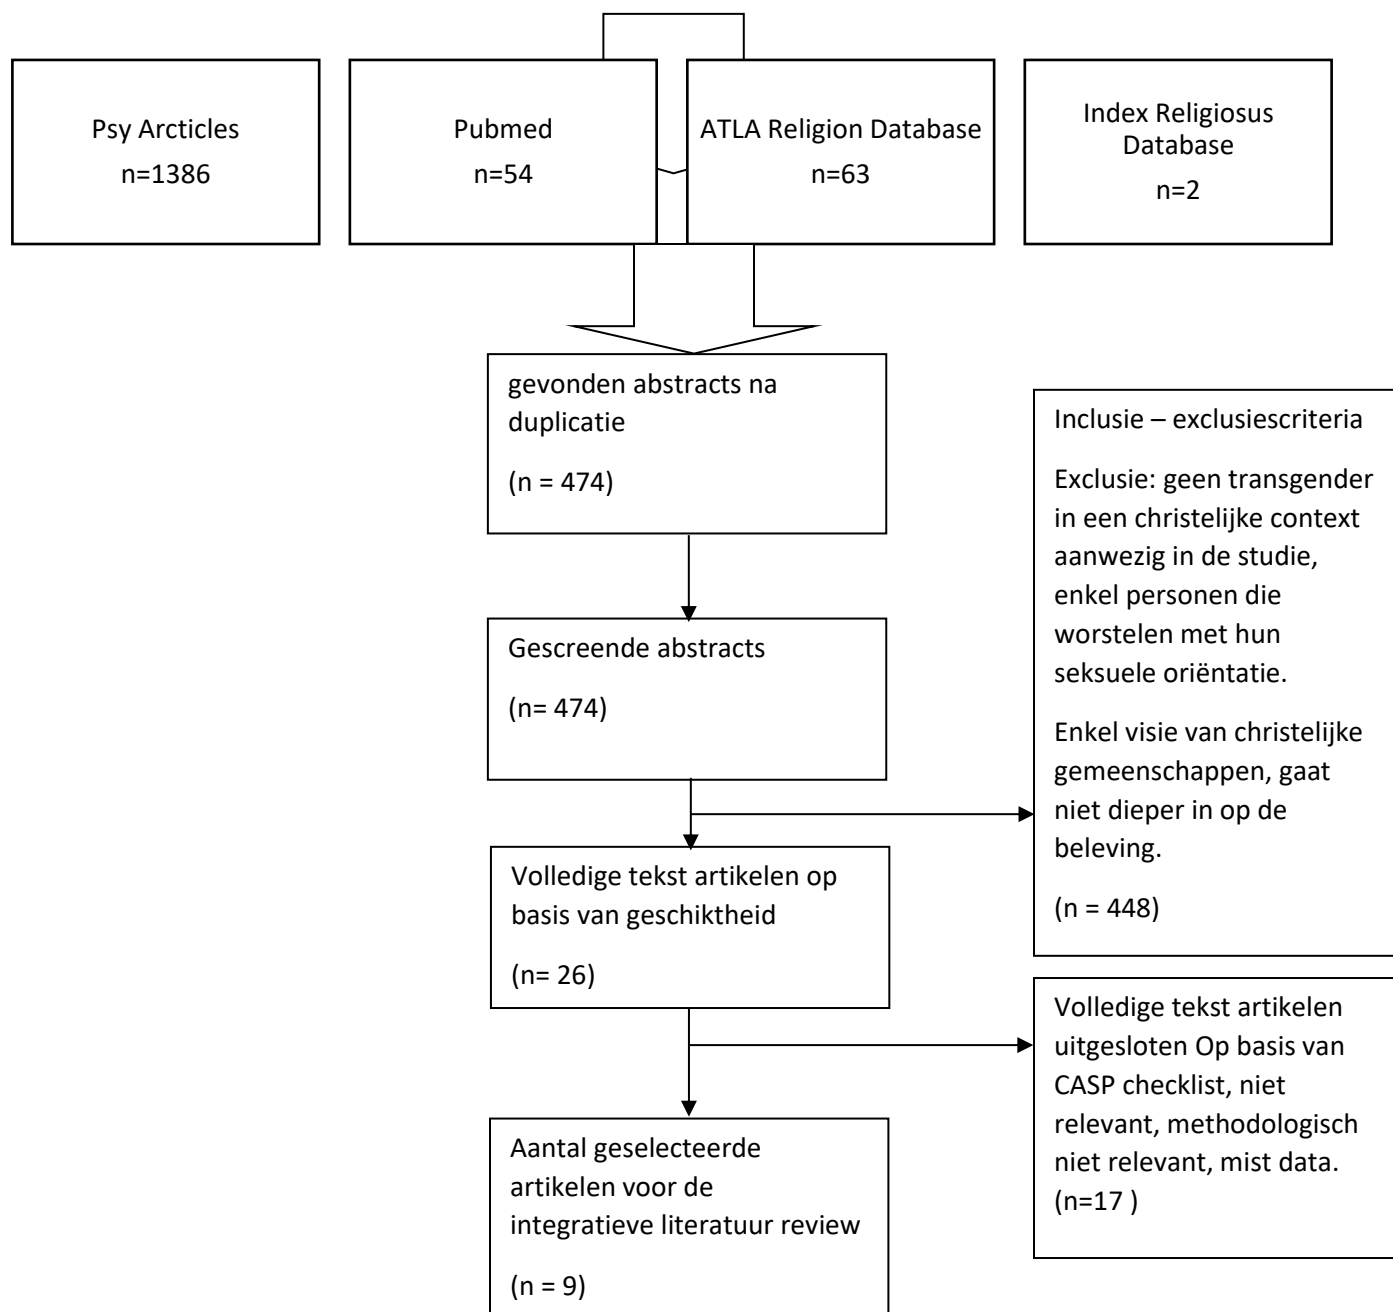 Psy Arcticles
n=1386
Pubmed
n=54
ATLA Religion Database
n=63
Index Religiosus
Database
n=2
gevonden abstracts na
duplicatie
(n = 474)
Gescreende abstracts
(n= 474)
Inclusie – exclusiescriteria
Exclusie: geen transgender
in een christelijke context
aanwezig in de studie,
enkel personen die
worstelen met hun
seksuele oriëntatie.
Enkel visie van christelijke
gemeenschappen, gaat
niet dieper in op de
beleving.
(n = 448)
Volledige tekst artikelen op
basis van geschiktheid
(n= 26)
Volledige tekst artikelen
uitgesloten Op basis van
CASP checklist, niet
relevant, methodologisch
niet relevant, mist data.
(n=17 )
Aantal geselecteerde
artikelen voor de
integratieve literatuur review
(n = 9)